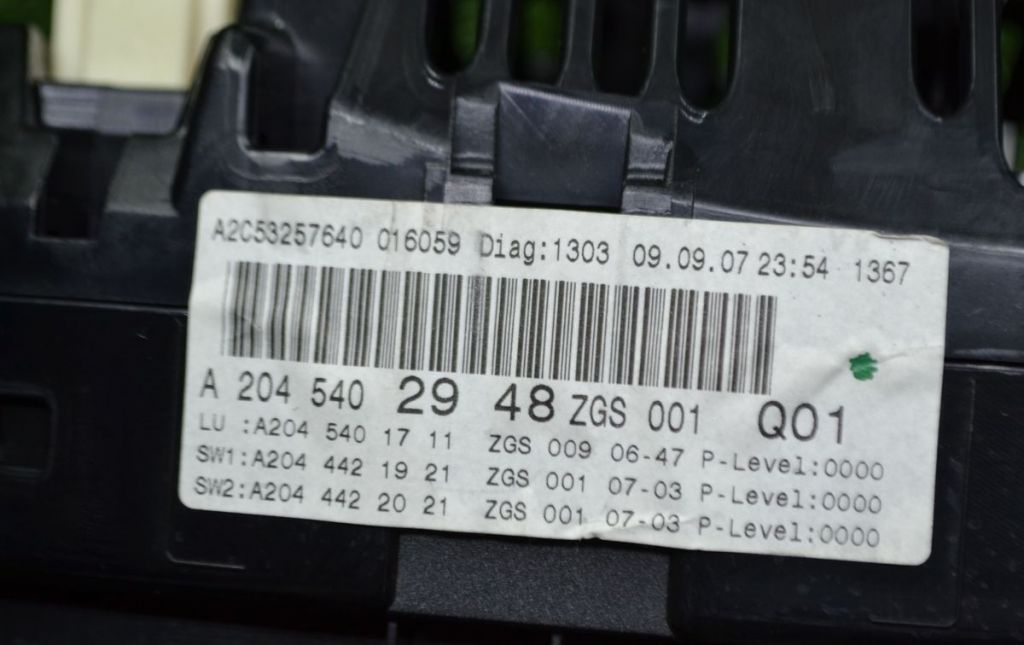 A2C53257640 016059 Diag:1303 09.09.07 23:54 1367
A 204 540 29 48 ZGS 001 Q01
LU :A204 540 17 11 ZGS 009 06-47 P-Level:0000
SW1:A204 442 19 21 ZGS 001 07-03 P-Level:0000
SW2:A204 442 20 21 ZGS 001 07-03 P-Level:0000